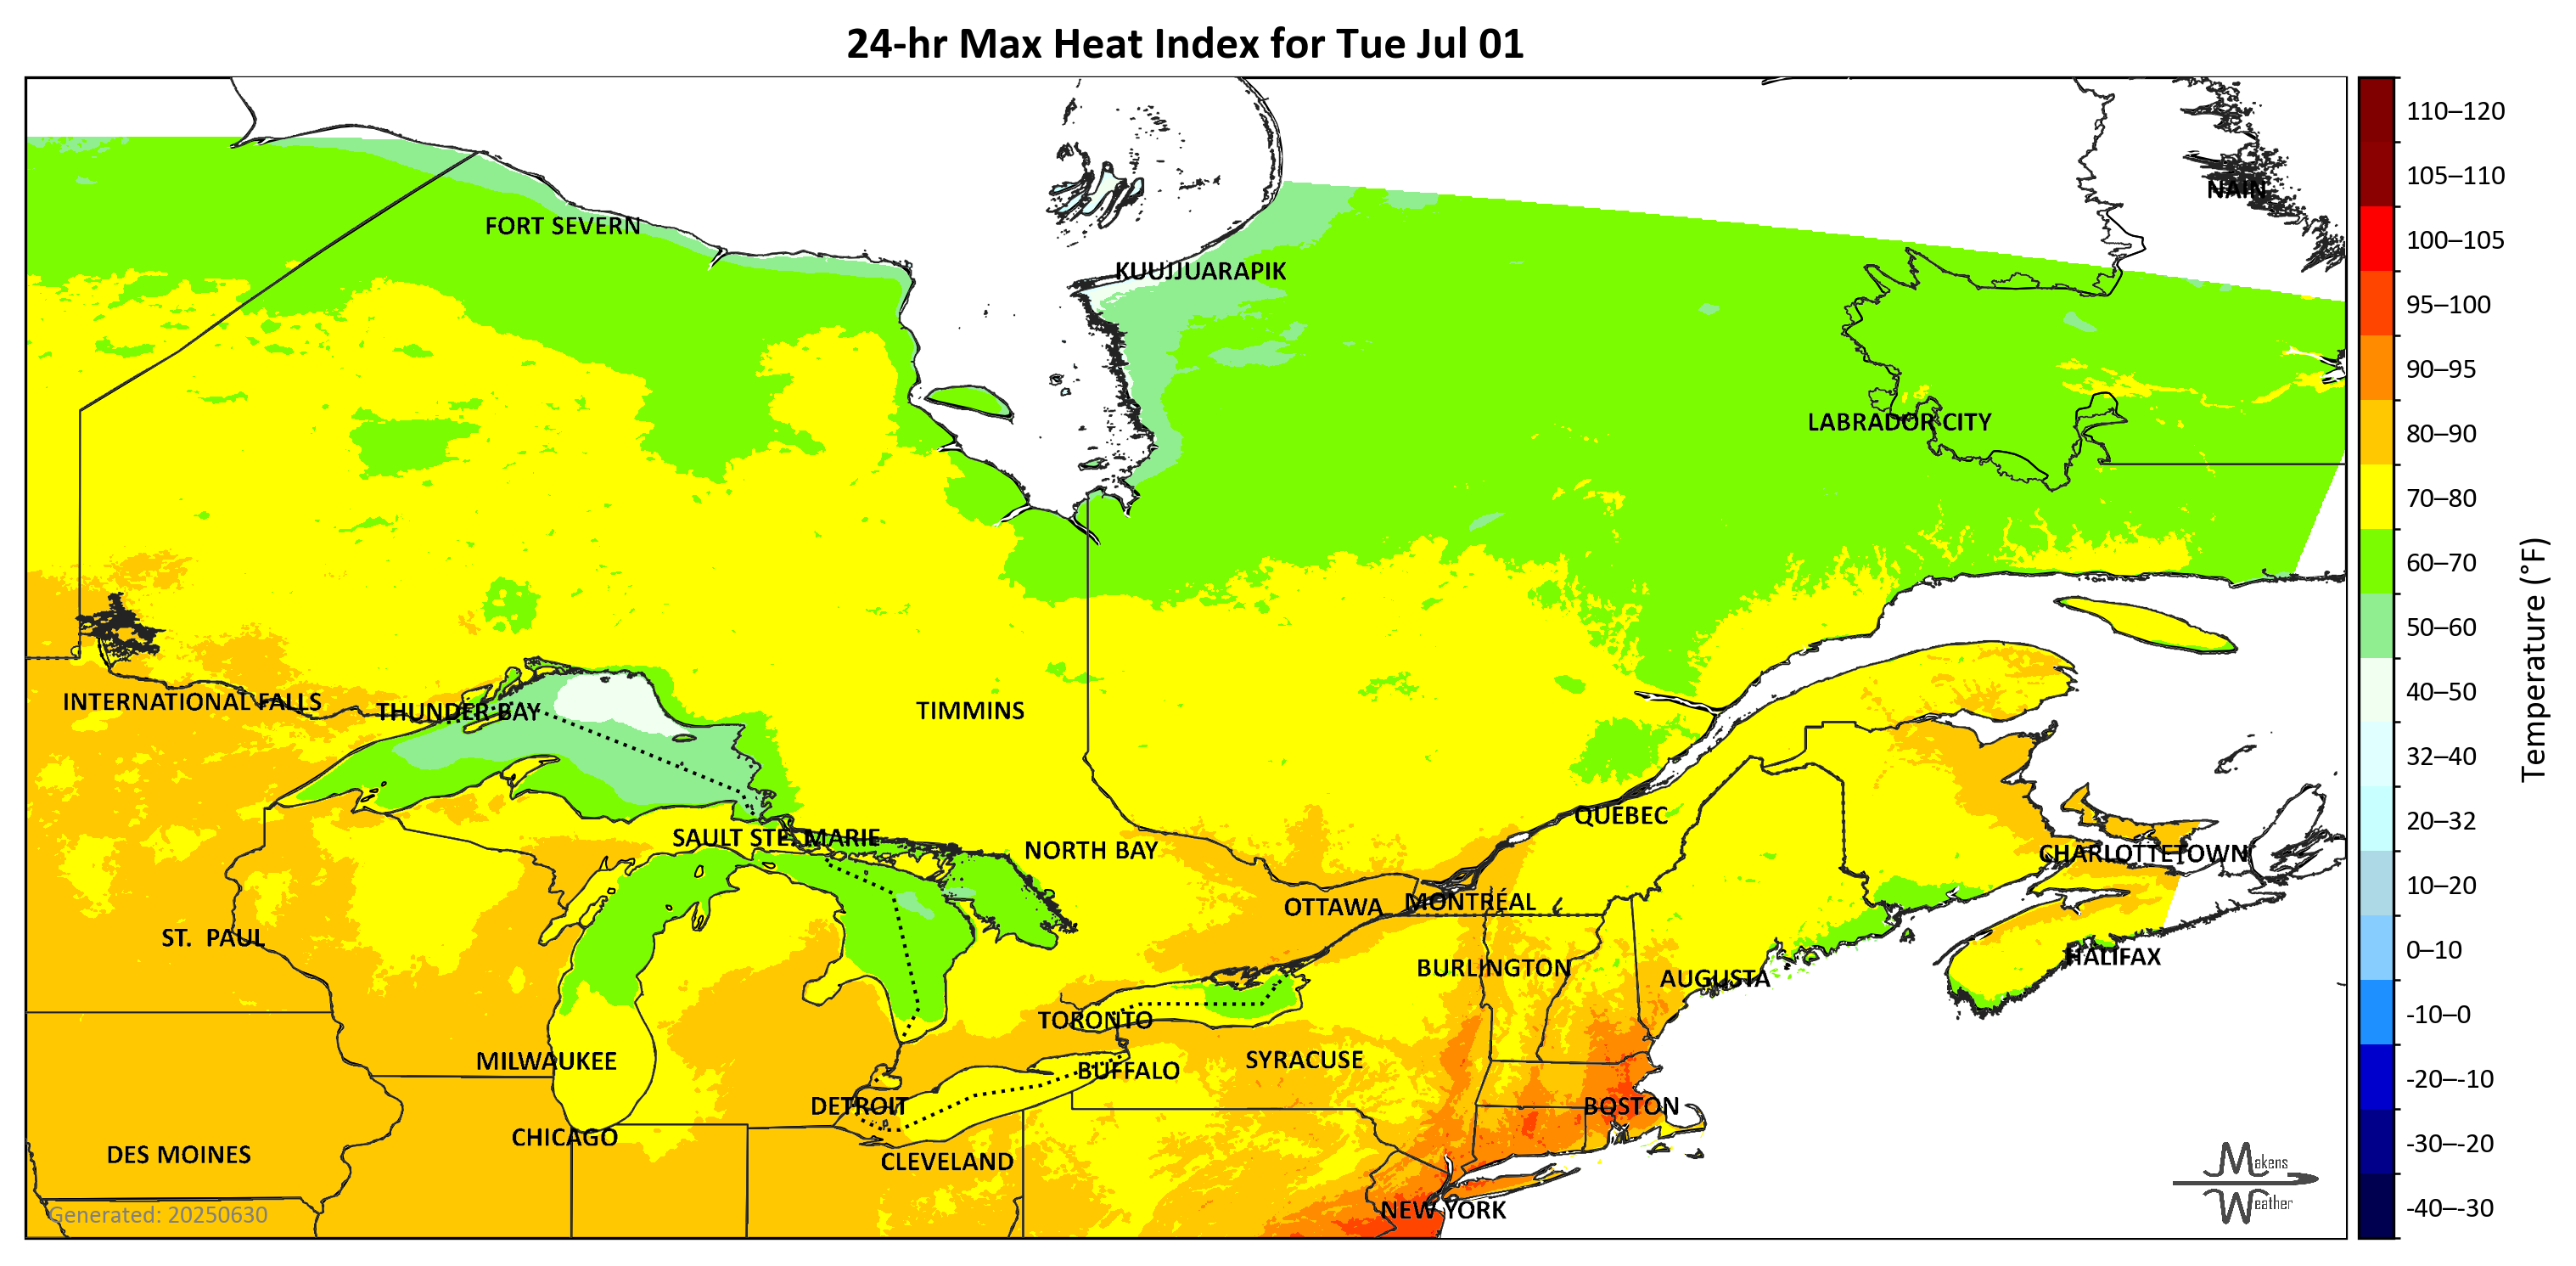 24-hr Max Heat Index for Tue Jul 01
110–120
105–110
NAIN
FORT SEVERN
100–105
KUUJJUARAPIK
95–100
90–95
LABRADOR CITY
80–90
70–80
60–70
Temperature (°F)
50–60
40–50
INTERNATIONAL FALLS
THUNDER BAY
TIMMINS
32–40
QUÉBEC
20–32
SAULT STE. MARIE
NORTH BAY
CHARLOTTETOWN
10–20
OTTAWA
MONTRÉAL
ST. PAUL
0–10
HALIFAX
BURLINGTON
AUGUSTA
-10–0
TORONTO
MILWAUKEE
SYRACUSE
BUFFALO
-20–-10
DETROIT
BOSTON
CHICAGO
-30–-20
DES MOINES
CLEVELAND
Makens
Weather
NEW YORK
-40–-30
Generated: 20250630